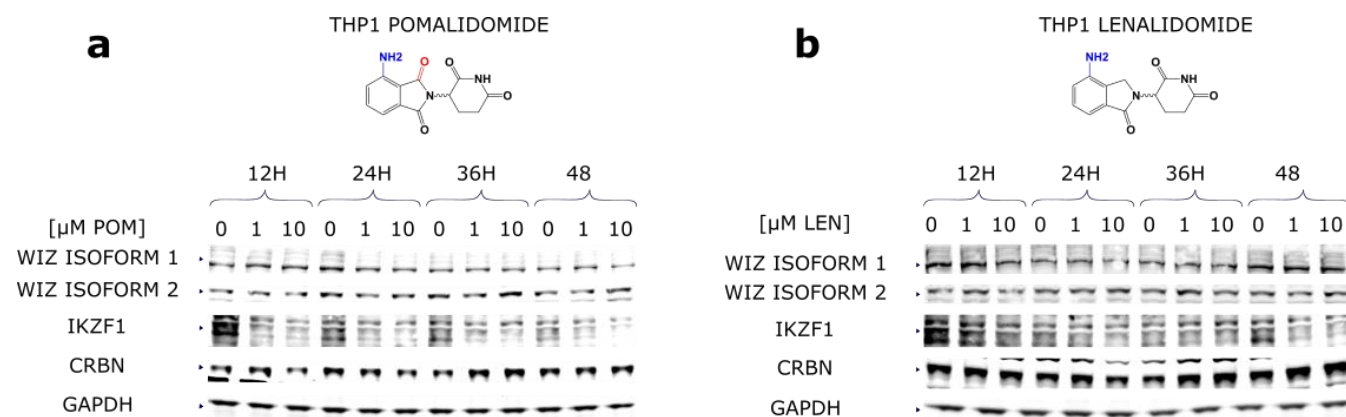 a
THP1 POMALIDOMIDE
NH2
O
N
O
NH
O
O
12H 24H 36H 48
[µM POM] 0 1 10 0 1 10 0 1 10 0 1 10
WIZ ISOFORM 1
WIZ ISOFORM 2
IKZF1
CRBN
GAPDH
b
THP1 LENALIDOMIDE
NH2
N
O
NH
O
O
12H 24H 36H 48
[µM LEN] 0 1 10 0 1 10 0 1 10 0 1 10
WIZ ISOFORM 1
WIZ ISOFORM 2
IKZF1
CRBN
GAPDH